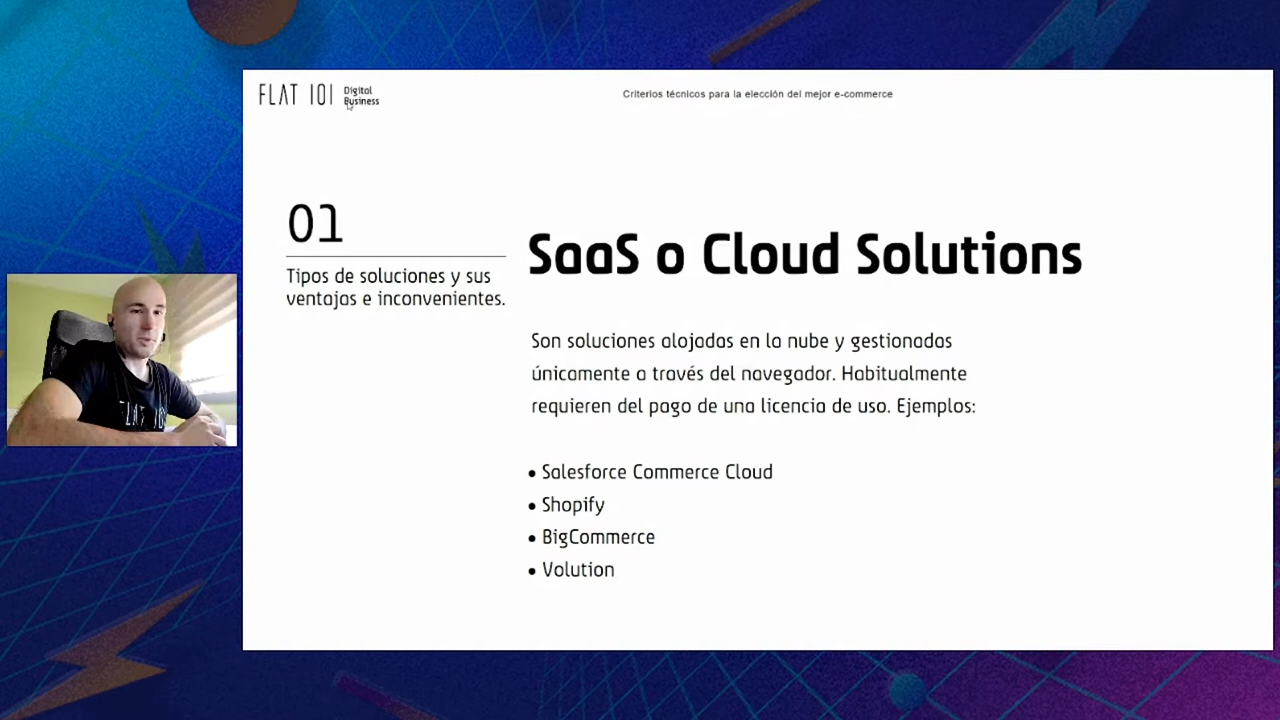 FLAT 101 Digital
Business
Criterios técnicos para la elección del mejor e-commerce
01
Tipos de soluciones y sus
ventajas e inconvenientes.
SaaS o Cloud Solutions
Son soluciones alojadas en la nube y gestionadas
únicamente a través del navegador. Habitualmente
requieren del pago de una licencia de uso. Ejemplos:
• Salesforce Commerce Cloud
• Shopify
• BigCommerce
• Volution
FLAT 101